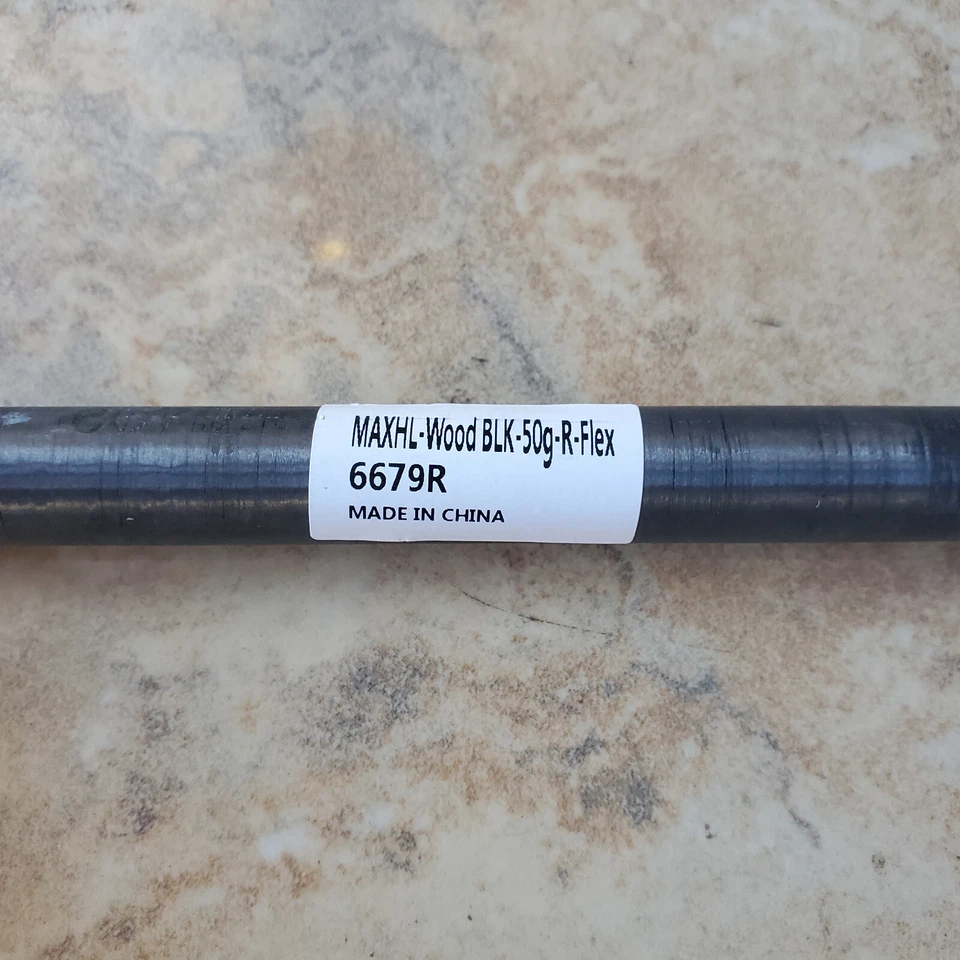 MAXHL-Wood BLK-50g-R-Flex
6679R
MADE IN CHINA